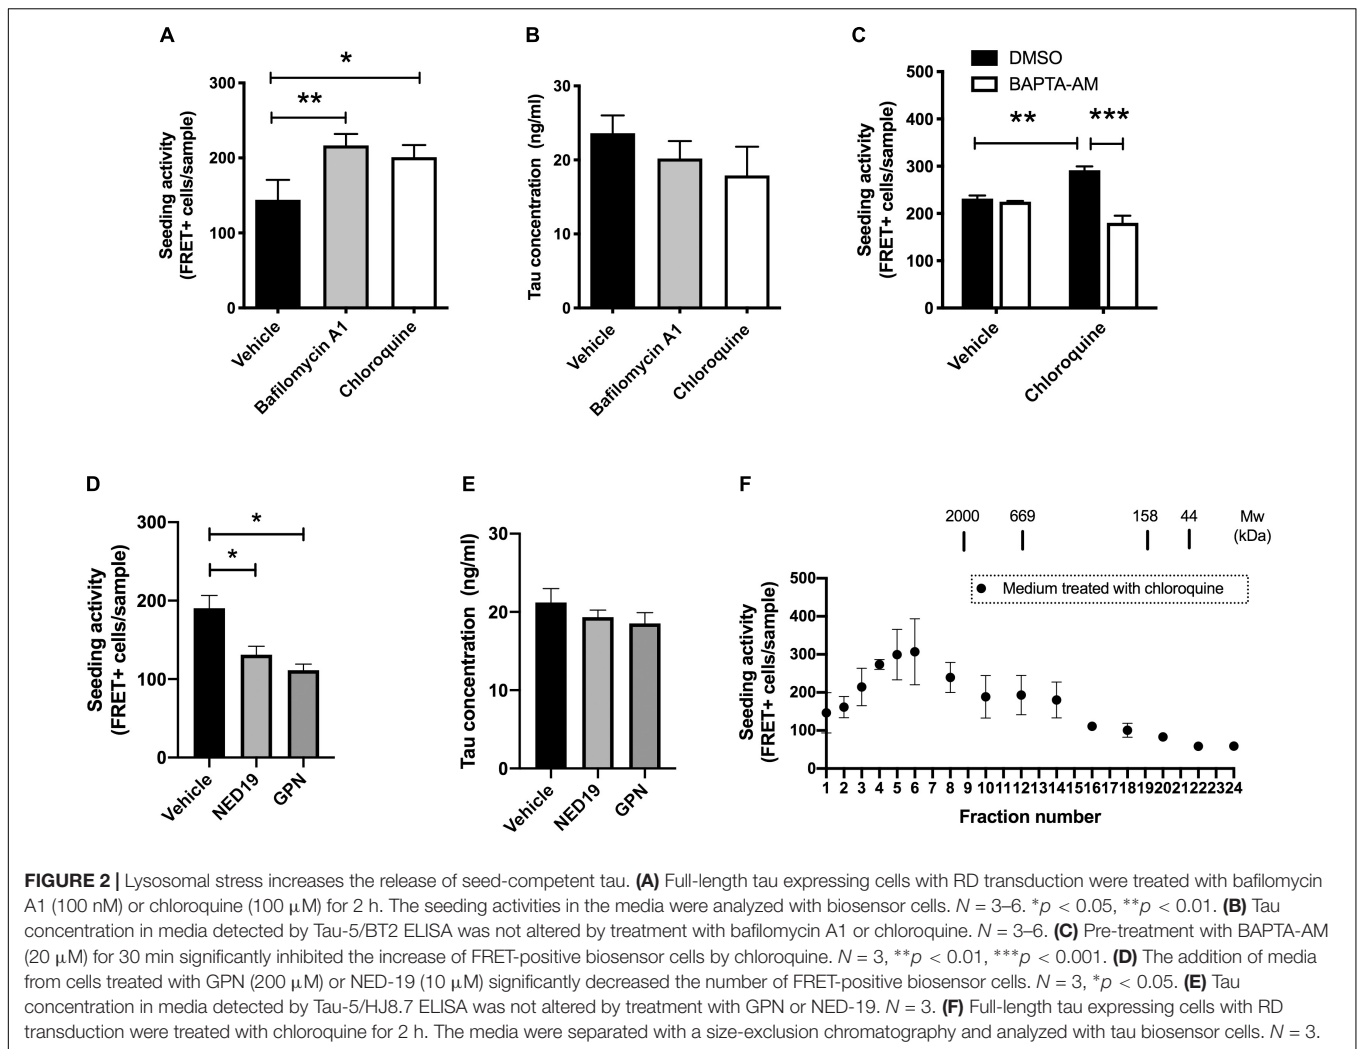 A
*
**
300
200
100
0
Seeding activity
(FRET+ cells/sample)
Vehicle
Bafilomycin A1
Chloroquine
B
30
20
10
0
Tau concentration (ng/ml)
Vehicle
Bafilomycin A1
Chloroquine
C
DMSO
BAPTA-AM
**
***
500
400
300
200
100
0
Seeding activity
(FRET+ cells/sample)
Vehicle
Chloroquine
D
*
*
300
200
100
0
Seeding activity
(FRET+ cells/sample)
Vehicle
NED19
GPN
E
30
20
10
0
Tau concentration (ng/ml)
Vehicle
NED19
GPN
F
2000 669 158 44 Mw
(kDa)
Medium treated with chloroquine
500
400
300
200
100
0
Seeding activity
(FRET+ cells/sample)
1 2 3 4 5 6 7 8 9 10 11 12 13 14 15 16 17 18 19 20 21 22 23 24
Fraction number
FIGURE 2 | Lysosomal stress increases the release of seed-competent tau. (A) Full-length tau expressing cells with RD transduction were treated with bafilomycin
A1 (100 nM) or chloroquine (100 μM) for 2 h. The seeding activities in the media were analyzed with biosensor cells. N = 3–6. *p < 0.05, **p < 0.01. (B) Tau
concentration in media detected by Tau-5/BT2 ELISA was not altered by treatment with bafilomycin A1 or chloroquine. N = 3–6. (C) Pre-treatment with BAPTA-AM
(20 μM) for 30 min significantly inhibited the increase of FRET-positive biosensor cells by chloroquine. N = 3, **p < 0.01, ***p < 0.001. (D) The addition of media
from cells treated with GPN (200 μM) or NED-19 (10 μM) significantly decreased the number of FRET-positive biosensor cells. N = 3, *p < 0.05. (E) Tau
concentration in media detected by Tau-5/HJ8.7 ELISA was not altered by treatment with GPN or NED-19. N = 3. (F) Full-length tau expressing cells with RD
transduction were treated with chloroquine for 2 h. The media were separated with a size-exclusion chromatography and analyzed with tau biosensor cells. N = 3.